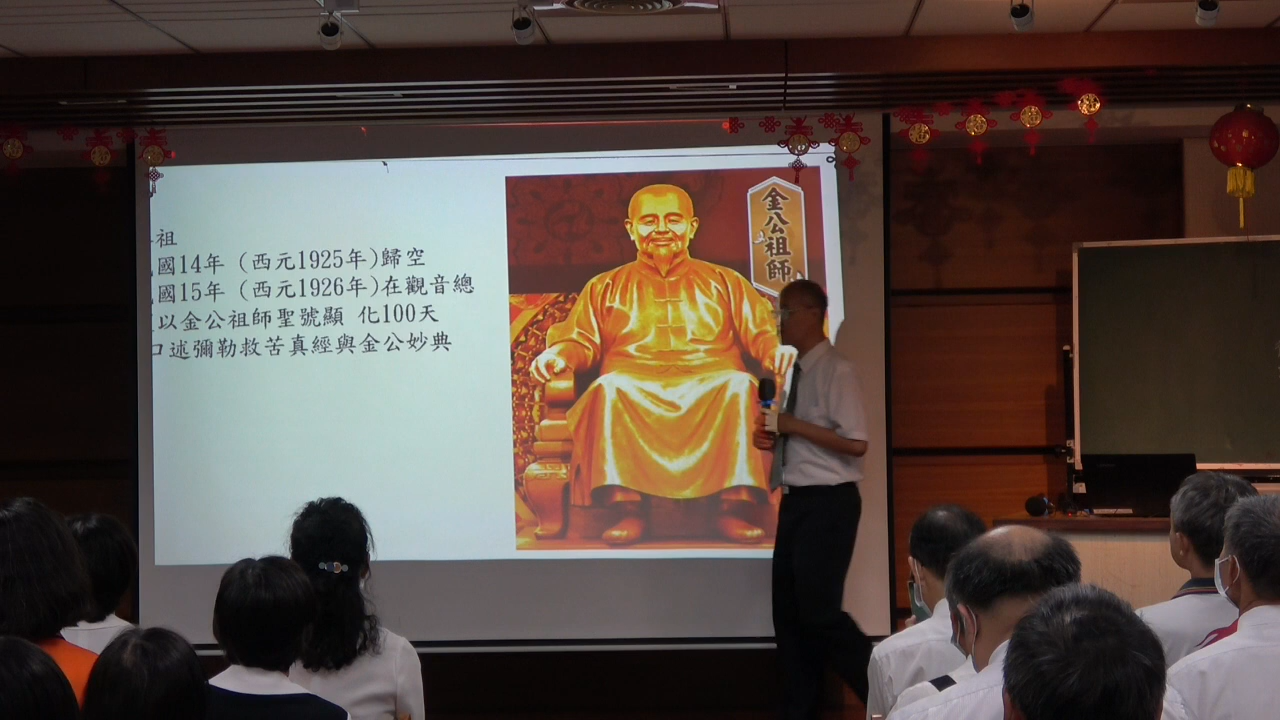 祖
國14年 (西元1925年)歸空
國15年 (西元1926年)在觀音總
以金公祖師聖號顯 化100天
口述彌勒救苦真經與金公妙典
金公祖師